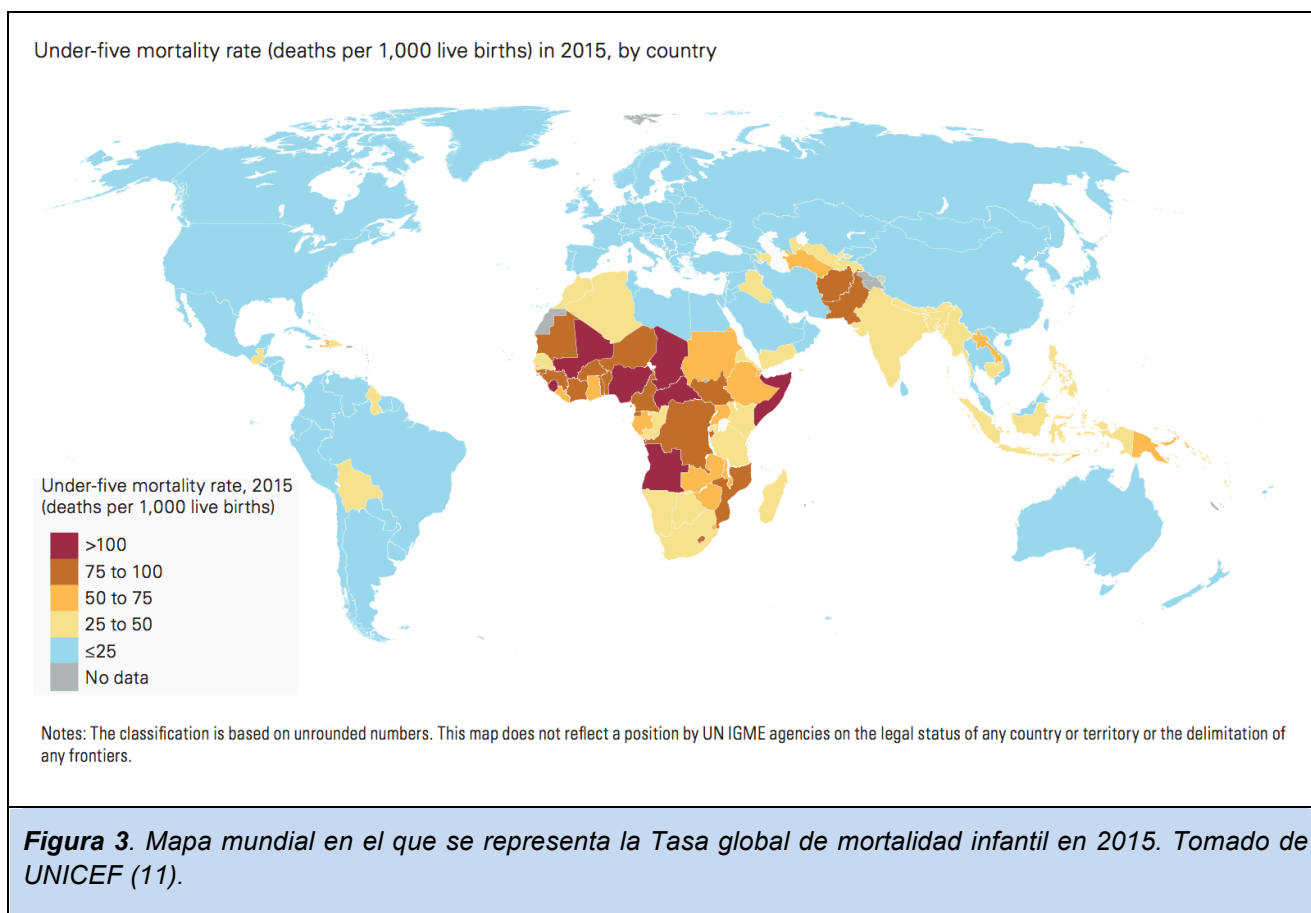 Under-five mortality rate (deaths per 1,000 live births) in 2015, by country
Under-five mortality rate, 2015
(deaths per 1,000 live births)
>100
75 to 100
50 to 75
25 to 50
≤25
No data
Notes: The classification is based on unrounded numbers. This map does not reflect a position by UN IGME agencies on the legal status of any country or territory or the delimitation of
any frontiers.
Figura 3. Mapa mundial en el que se representa la Tasa global de mortalidad infantil en 2015. Tomado de
UNICEF (11).